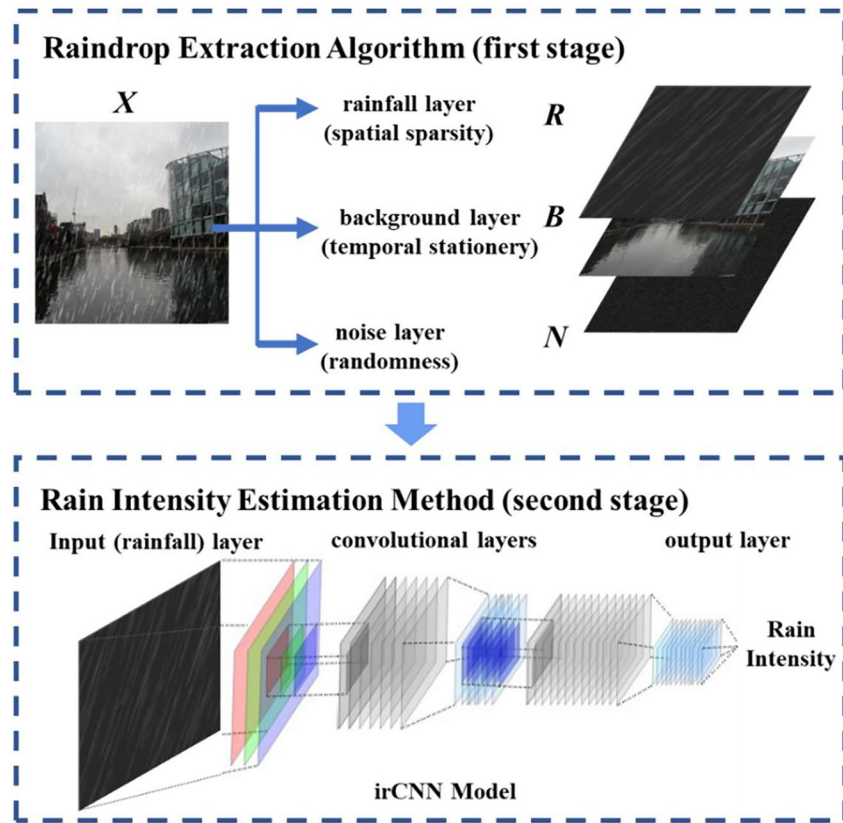 Raindrop Extraction Algorithm (first stage)
X
rainfall layer
(spatial sparsity)
R
background layer
(temporal stationery)
B
noise layer
(randomness)
N
Rain Intensity Estimation Method (second stage)
Input (rainfall) layer
convolutional layers
output layer
Rain
Intensity
irCNN Model